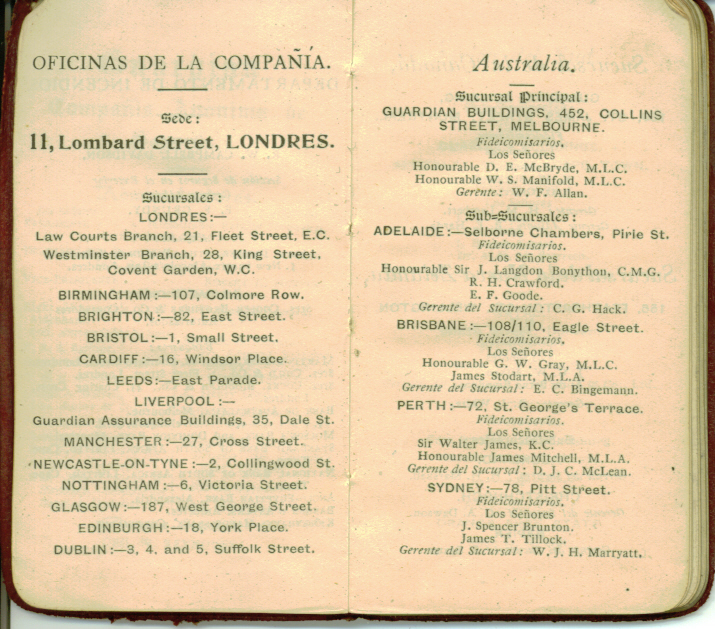 OFICINAS DE LA COMPAÑÍA.
Sede:
11, Lombard Street, LONDRES.
Sucursales:
LONDRES:—
Law Courts Branch, 21, Fleet Street, E.C.
Westminster Branch, 28, King Street,
Covent Garden, W.C.
BIRMINGHAM:—107, Colmore Row.
BRIGHTON:—82, East Street.
BRISTOL:—1, Small Street.
CARDIFF:—16, Windsor Place.
LEEDS:—East Parade.
LIVERPOOL:—
Guardian Assurance Buildings, 35, Dale St.
MANCHESTER:—27, Cross Street.
NEWCASTLE-ON-TYNE:—2, Collingwood St.
NOTTINGHAM:—6, Victoria Street.
GLASGOW:—187, West George Street.
EDINBURGH:—18, York Place.
DUBLIN:—3, 4, and 5, Suffolk Street.
Australia.
Sucursal Principal:
GUARDIAN BUILDINGS, 452, COLLINS
STREET, MELBOURNE.
Fideicomisarios.
Los Señores
Honourable D. E. McBryde, M.L.C.
Honourable W. S. Manifold, M.L.C.
Gerente: W. F. Allan.
Sub=Sucursales:
ADELAIDE:—Selborne Chambers, Pirie St.
Fideicomisarios.
Los Señores
Honourable Sir J. Langdon Bonython, C.M.G.
R. H. Crawford.
E. F. Goode.
Gerente del Sucursal: C. G. Hack.
BRISBANE:—108/110, Eagle Street.
Fideicomisarios.
Los Señores
Honourable G. W. Gray, M.L.C.
James Stodart, M.L.A.
Gerente del Sucursal: E. C. Bingemann.
PERTH:—72, St. George's Terrace.
Fideicomisarios.
Los Señores
Sir Walter James, K.C.
Honourable James Mitchell, M.L.A.
Gerente del Sucursal: D. J. C. McLean.
SYDNEY:—78, Pitt Street.
Fideicomisarios.
Los Señores
J. Spencer Brunton.
James T. Tillock.
Gerente del Sucursal: W. J. H. Marryatt.